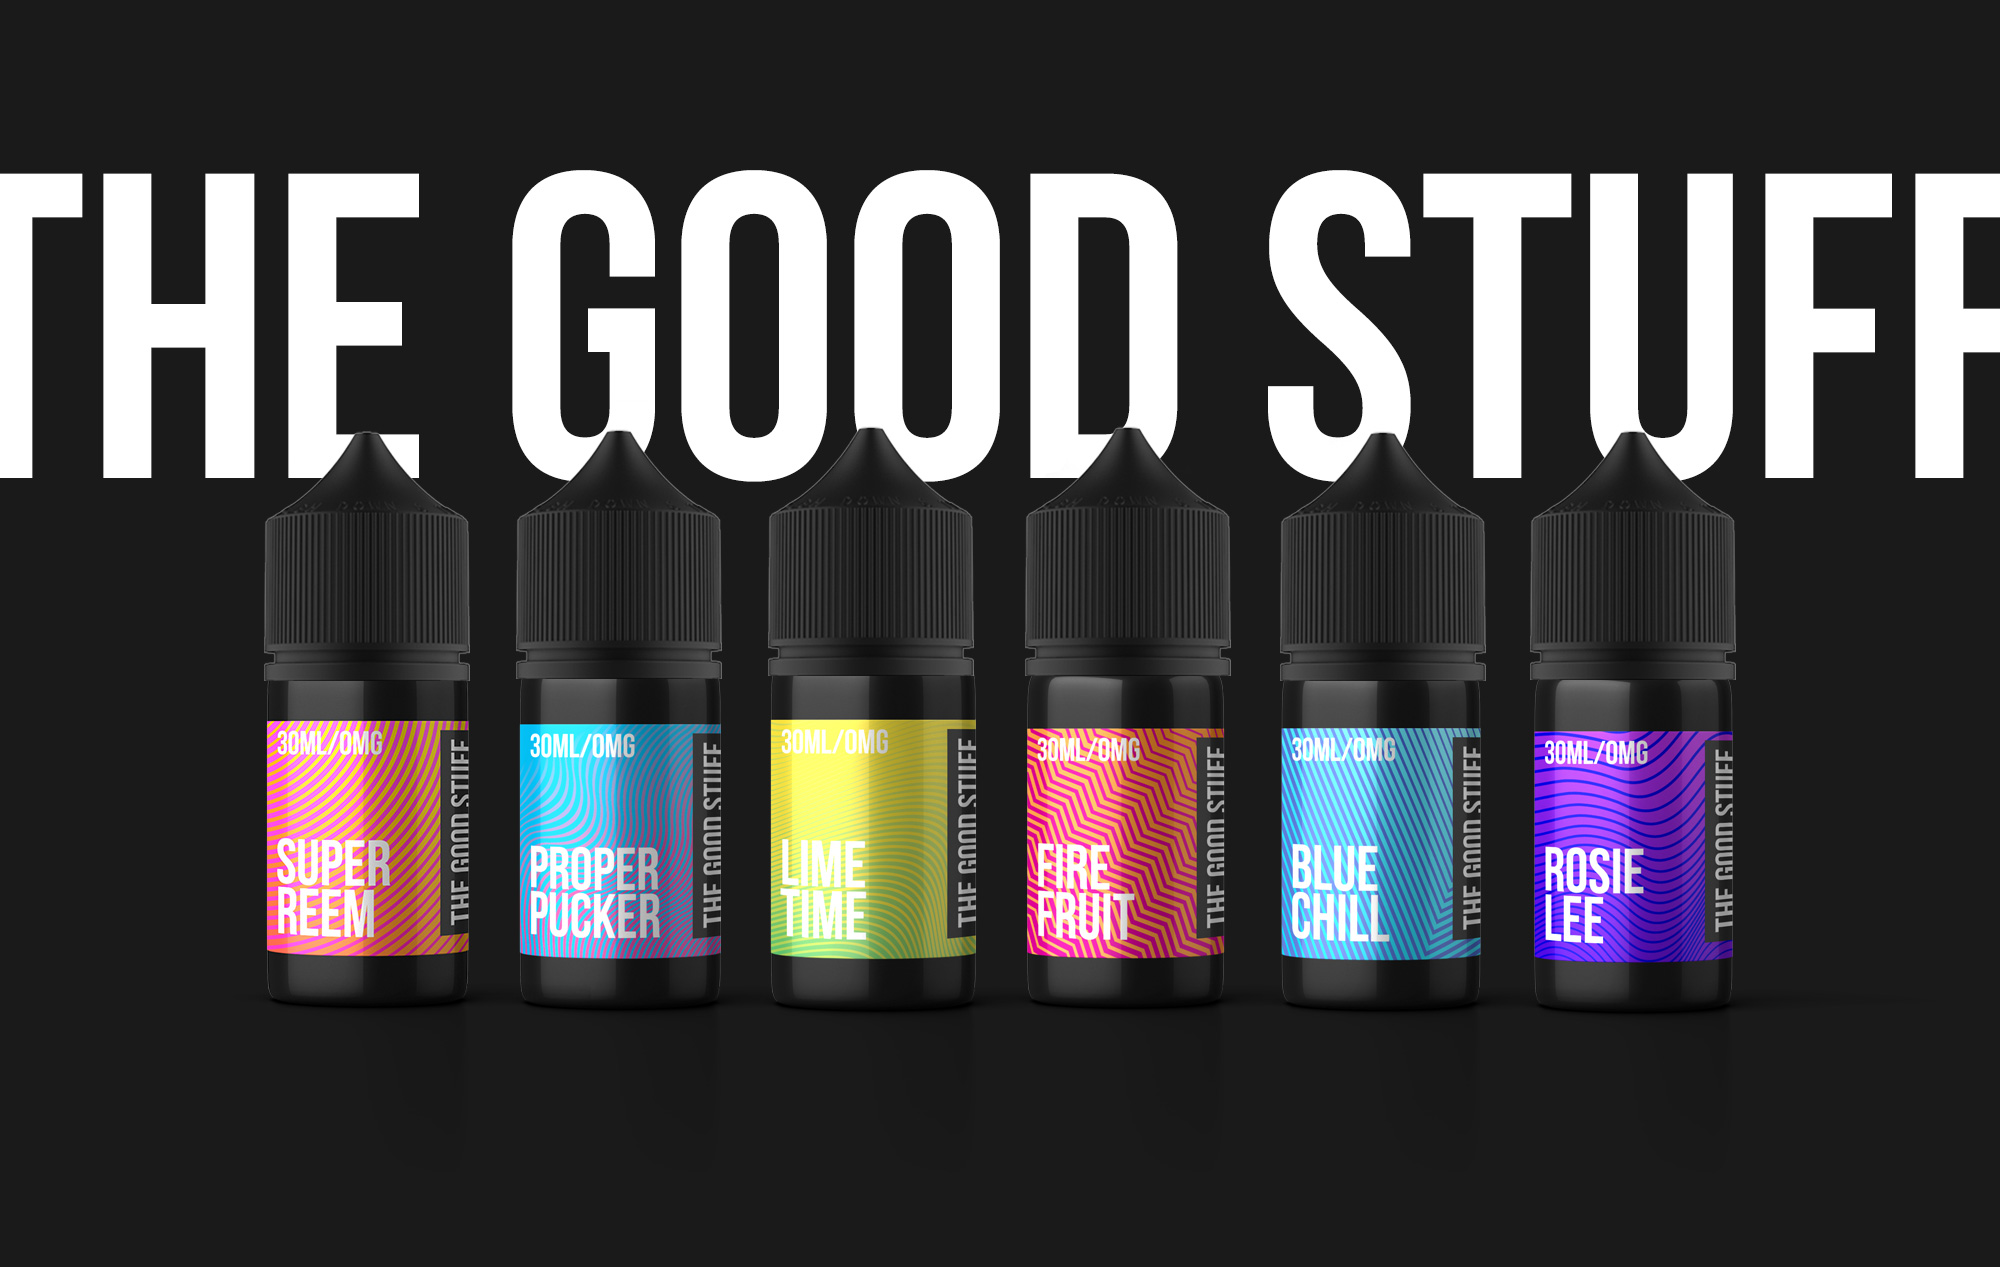 THE GOOD STUFF
30ML/0MG
SUPER
REEM
THE GOOD STUFF
30ML/0MG
PROPER
PUCKER
THE GOOD STUFF
30ML/0MG
LIME
TIME
THE GOOD STUFF
30ML/0MG
FIRE
FRUIT
THE GOOD STUFF
30ML/0MG
BLUE
CHILL
THE GOOD STUFF
30ML/0MG
ROSIE
LEE
THE GOOD STUFF